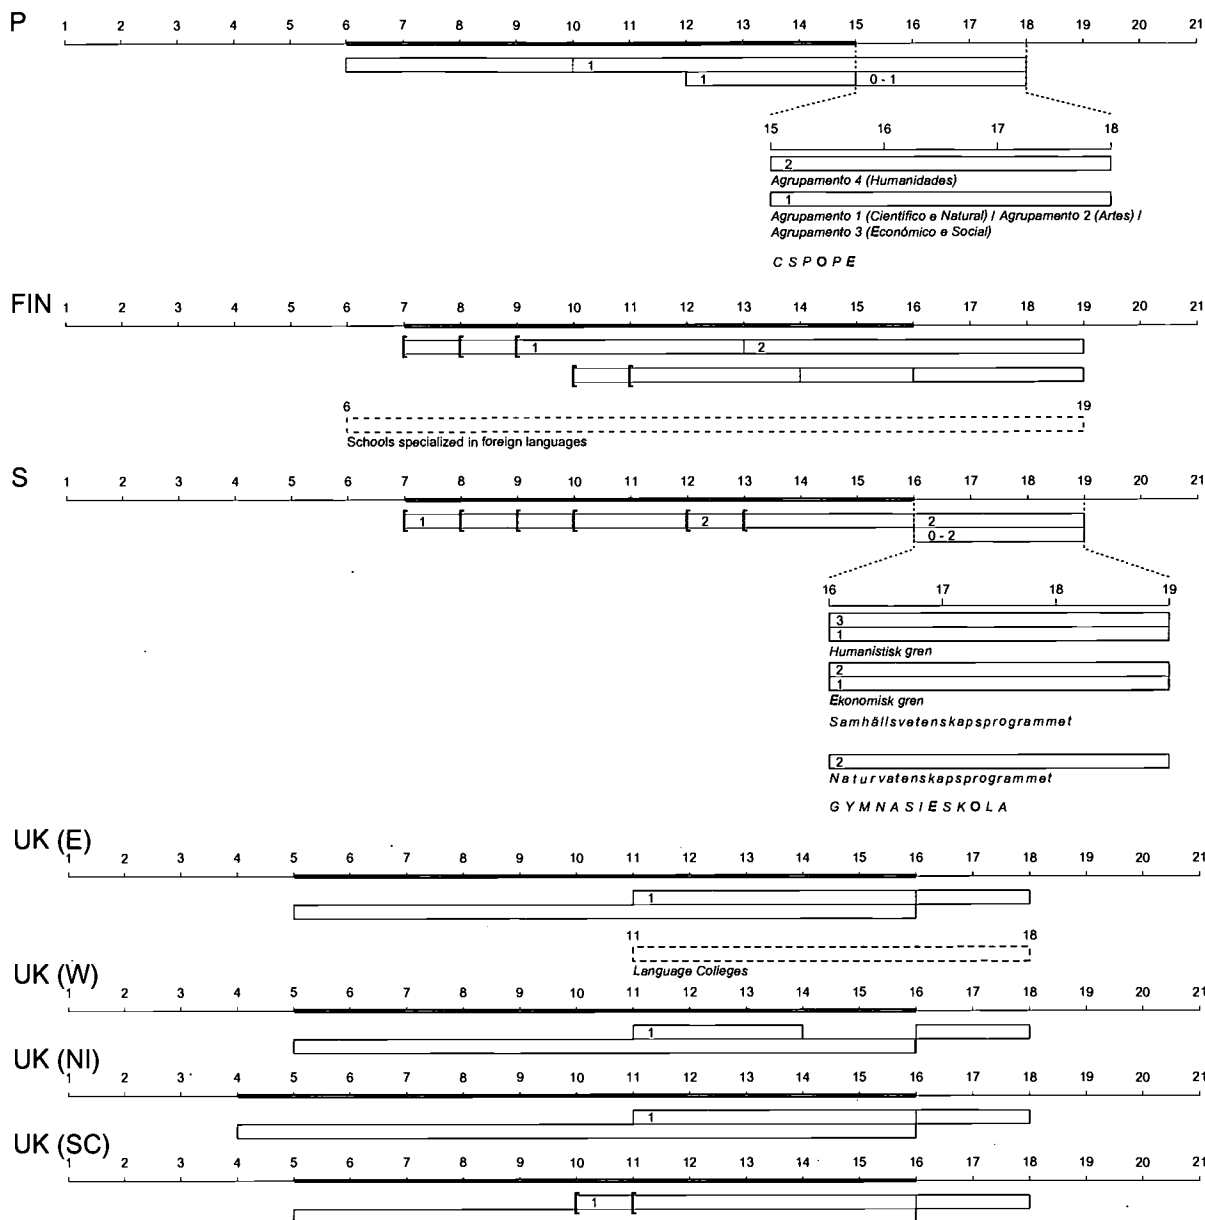 P
1 2 3 4 5 6 7 8 9 10 11 12 13 14 15 16 17 18 19 20 21
1
1 0 - 1
15 16 17 18
2
Agrupamento 4 (Humanidades)
1
Agrupamento 1 (Científico e Natural) / Agrupamento 2 (Artes) /
Agrupamento 3 (Económico e Social)
CSPOPE
FIN
1 2 3 4 5 6 7 8 9 10 11 12 13 14 15 16 17 18 19 20 21
1 2
6 19
Schools specialized in foreign languages
S
1 2 3 4 5 6 7 8 9 10 11 12 13 14 15 16 17 18 19 20 21
1 2 2
0 - 2
16 17 18 19
3
1
Humanistisk gren
2
1
Ekonomisk gren
Samhällsvetenskapsprogrammet
2
Naturvatenskapsprogrammet
GYMNASIESKOLA
UK (E)
1 2 3 4 5 6 7 8 9 10 11 12 13 14 15 16 17 18 19 20 21
1
11 18
Language Colleges
UK (W)
1 2 3 4 5 6 7 8 9 10 11 12 13 14 15 16 17 18 19 20 21
1
UK (NI)
1 2 3 4 5 6 7 8 9 10 11 12 13 14 15 16 17 18 19 20 21
1
UK (SC)
1 2 3 4 5 6 7 8 9 10 11 12 13 14 15 16 17 18 19 20 21
1